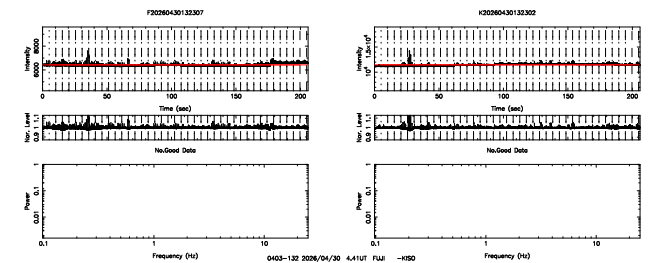 F20260430132307
Intensity
8000
6000
0
50
100
150
200
Time (sec)
Nor. Level
1.1
1
0.9
No.Good Data
Power
1
0.1
0.01
0.1
1
10
Frequency (Hz)
K20260430132302
Intensity
1.5×10⁴
10⁴
0
50
100
150
200
Time (sec)
Nor. Level
1.1
1
0.9
No.Good Data
Power
1
0.1
0.01
0.1
1
10
Frequency (Hz)
0403-132 2026/04/30 4.41UT FUJI -KISO